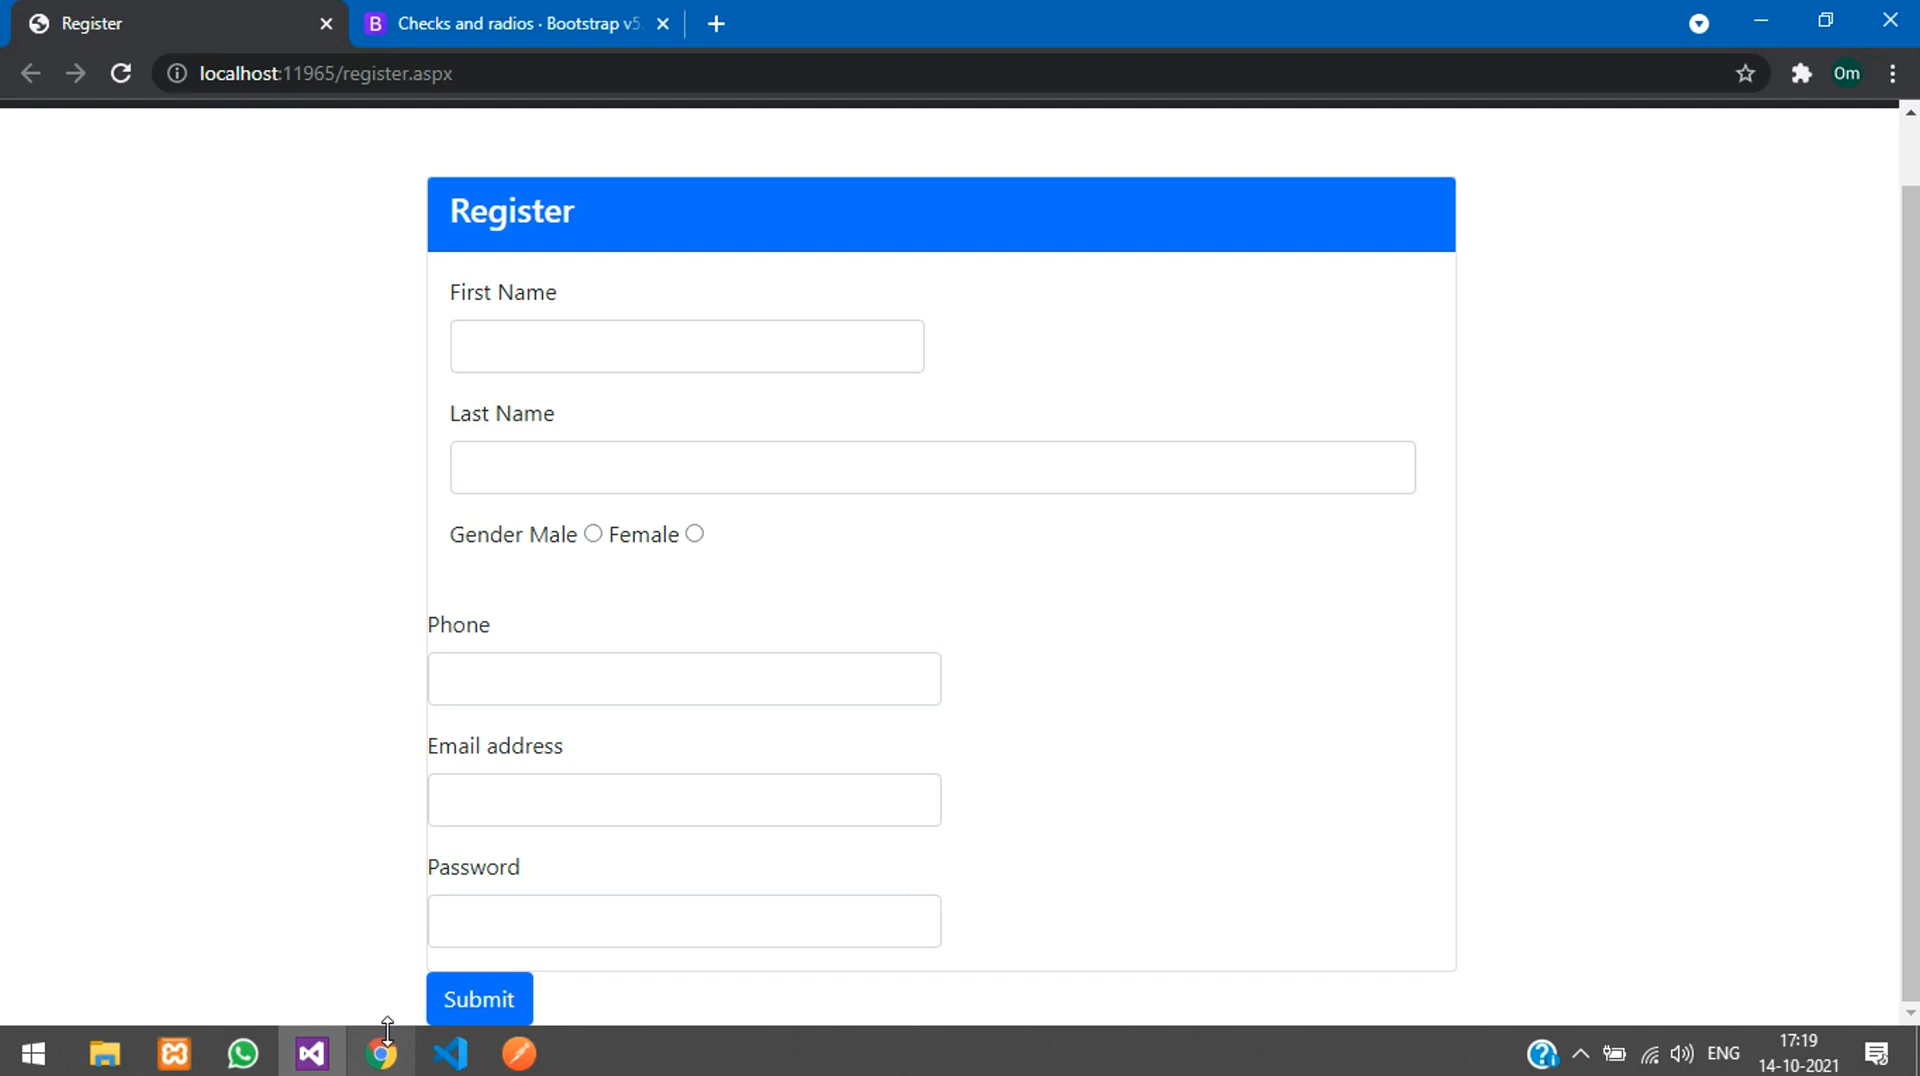 Register
B Checks and radios · Bootstrap v5.
localhost:11965/register.aspx
Om
Register
First Name
Last Name
Gender Male Female
Phone
Email address
Password
Submit
ENG
17:19
14-10-2021